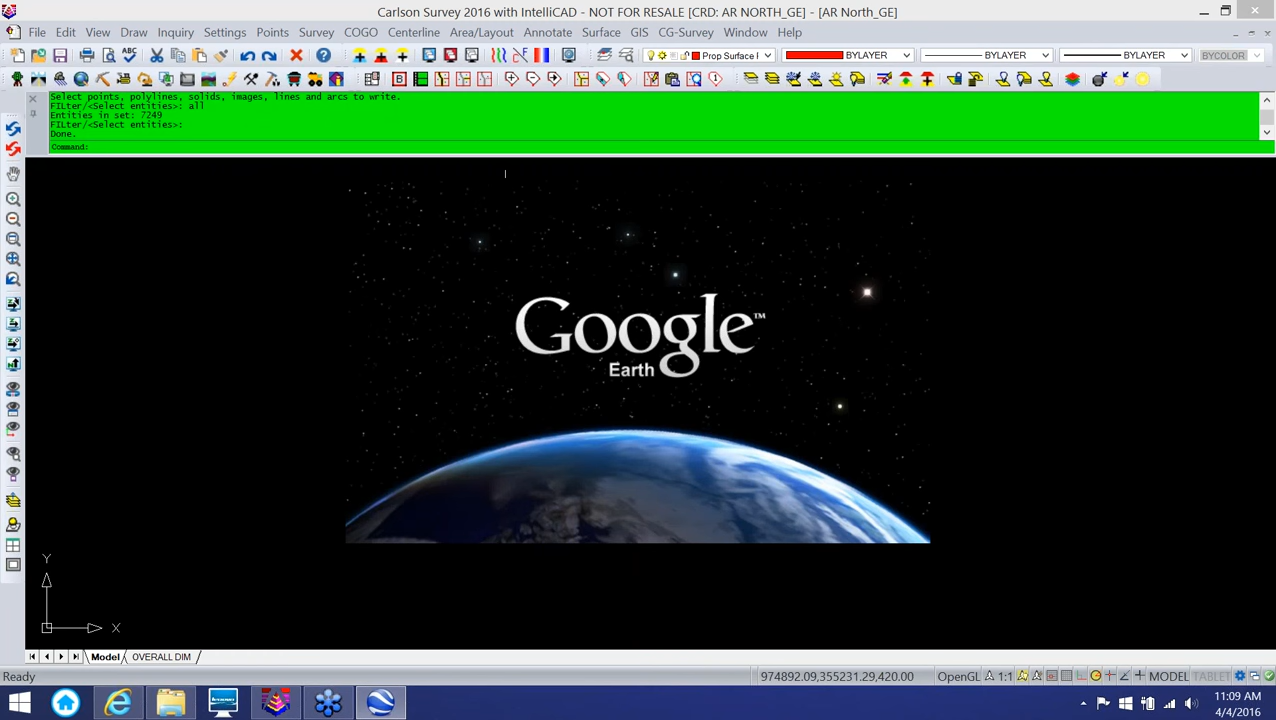 Carlson Survey 2016 with IntelliCAD - NOT FOR RESALE [CRD: AR NORTH_GE] - [AR North_GE]
File Edit View Draw Inquiry Settings Points Survey COGO Centerline Area/Layout Annotate Surface GIS CG-Survey Window Help
ABC Prop Surface BYLAYER BYLAYER BYLAYER BYCOLOR
Select points, polylines, solids, images, lines and arcs to write.
FILter/<Select entities>: all
Entities in set: 7249
FILter/<Select entities>:
Done.
Command:
Google™
Earth
Y
X
Model OVERALL DIM
Ready 974892.09,355231.29,420.00 OpenGL 1:1 MODEL TABLET
11:09 AM
4/4/2016